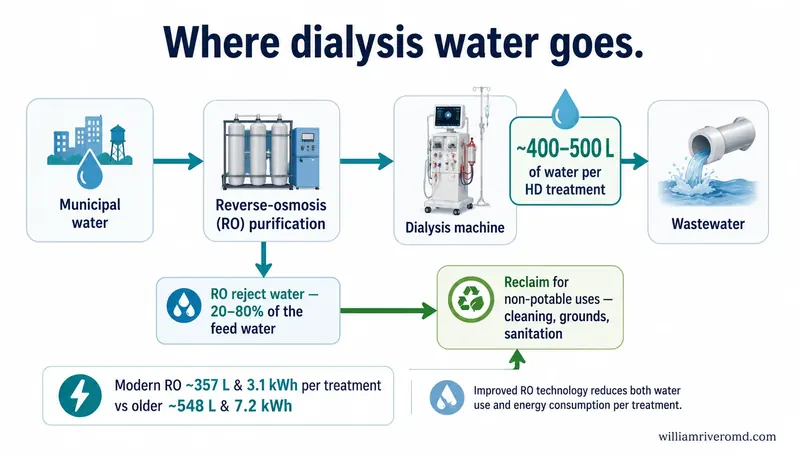 Where dialysis water goes.
Municipal
water
Reverse-osmosis
(RO) purification
Dialysis machine
~400–500 L
of water per
HD treatment
Wastewater
RO reject water —
20–80% of the
feed water
Reclaim for
non-potable uses —
cleaning, grounds,
sanitation
Modern RO ~357 L & 3.1 kWh per treatment
vs older ~548 L & 7.2 kWh
Improved RO technology reduces both water
use and energy consumption per treatment.
williamriveromd.com